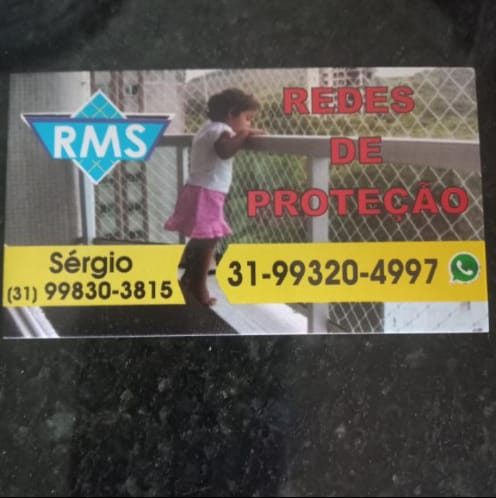 RMS
REDES
DE
PROTEÇÃO
Sérgio
(31) 99830-3815
31-99320-4997